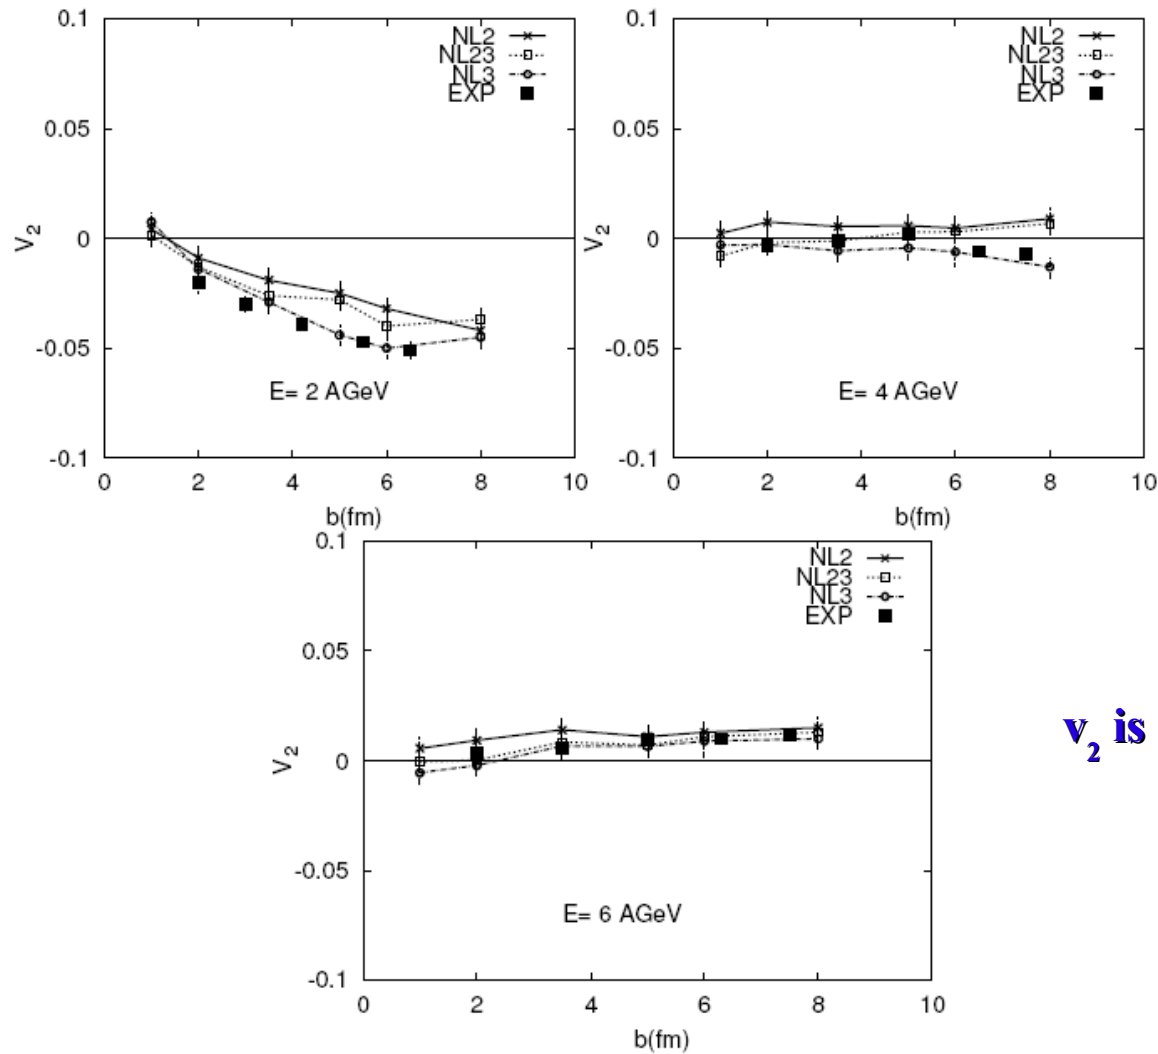 0.1
0.05
0
-0.05
-0.1
V2
NL2
NL23
NL3
EXP
E= 2 AGeV
0 2 4 6 8 10
b(fm)
0.1
0.05
0
-0.05
-0.1
V2
NL2
NL23
NL3
EXP
E= 4 AGeV
0 2 4 6 8 10
b(fm)
0.1
0.05
0
-0.05
-0.1
V2
NL2
NL23
NL3
EXP
E= 6 AGeV
0 2 4 6 8 10
b(fm)
v2 is